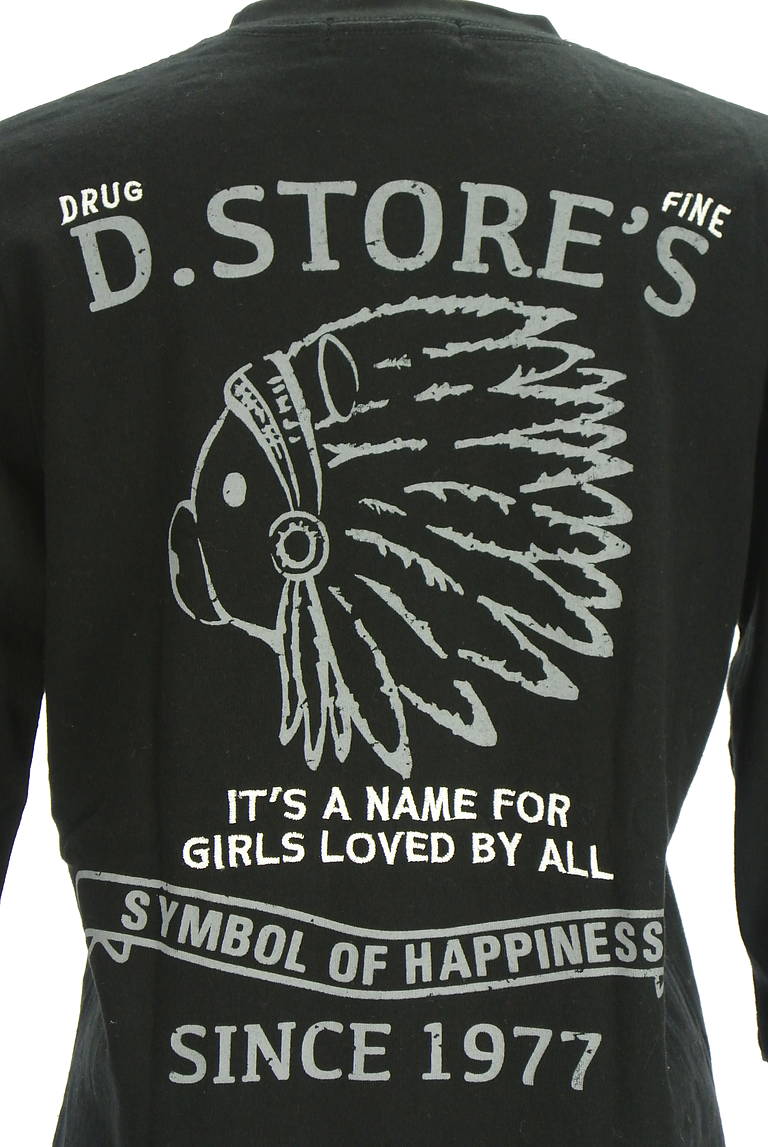 DRUG FINE
D.STORE'S
IT'S A NAME FOR
GIRLS LOVED BY ALL
SYMBOL OF HAPPINESS
SINCE 1977